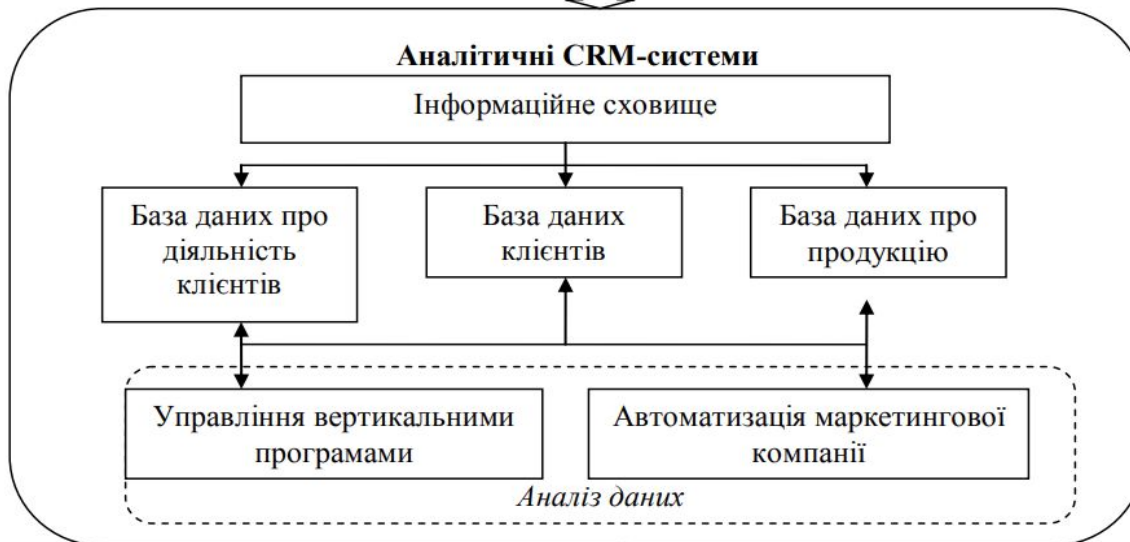 Аналітичні CRM-системи
Інформаційне сховище
База даних про
діяльність
клієнтів
База даних
клієнтів
База даних про
продукцію
Управління вертикальними
програмами
Автоматизація маркетингової
компанії
Аналіз даних